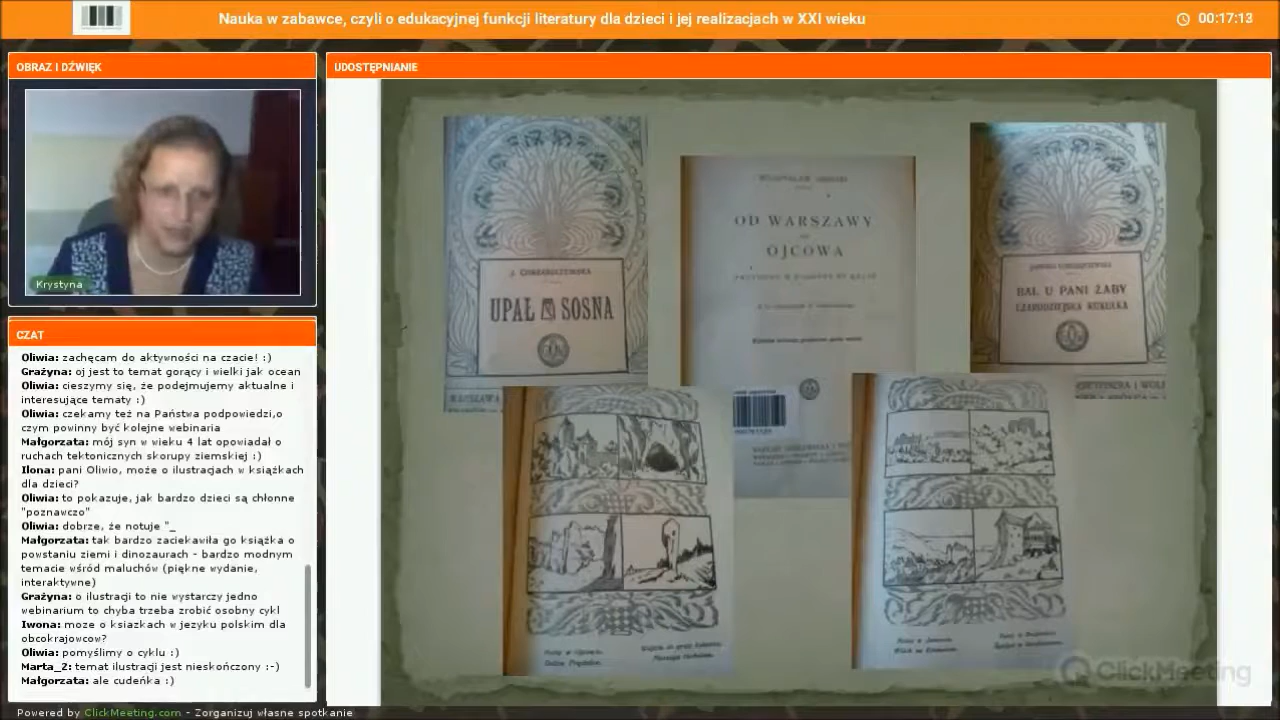 Nauka w zabawce, czyli o edukacyjnej funkcji literatury dla dzieci i jej realizacjach w XXI wieku
00:17:13
OBRAZ I DŹWIĘK
Krystyna
CZAT
Oliwia: zachęcam do aktywności na czacie! :)
Grażyna: oj jest to temat gorący i wielki jak ocean
Oliwia: cieszymy się, że podejmujemy aktualne i
interesujące tematy :)
Oliwia: czekamy też na Państwa podpowiedzi,o
czym powinny być kolejne webinaria
Małgorzata: mój syn w wieku 4 lat opowiadał o
ruchach tektonicznych skorupy ziemskiej :)
Ilona: pani Oliwio, może o ilustracjach w książkach
dla dzieci?
Oliwia: to pokazuje, jak bardzo dzieci są chłonne
"poznawczo"
Oliwia: dobrze, że notuje "_
Małgorzata: tak bardzo zaciekawiła go książka o
powstaniu ziemi i dinozaurach - bardzo modnym
temacie wśród maluchów (piękne wydanie,
interaktywne)
Grażyna: o ilustracji to nie wystarczy jedno
webinarium to chyba trzeba zrobić osobny cykl
Iwona: moze o ksiazkach w jezyku polskim dla
obcokrajowcow?
Oliwia: pomyślimy o cyklu :)
Marta_2: temat ilustracji jest nieskończony :-)
Małgorzata: ale cudeńka :)
Powered by ClickMeeting.com - Zorganizuj własne spotkanie
UDOSTĘPNIANIE
UPAŁ SOSNA
OD WARSZAWY
OJCOWA
BAL U PANI ŻABY
CZARODZIEJSKA KUKUŁKA
WARSZAWA
ClickMeeting